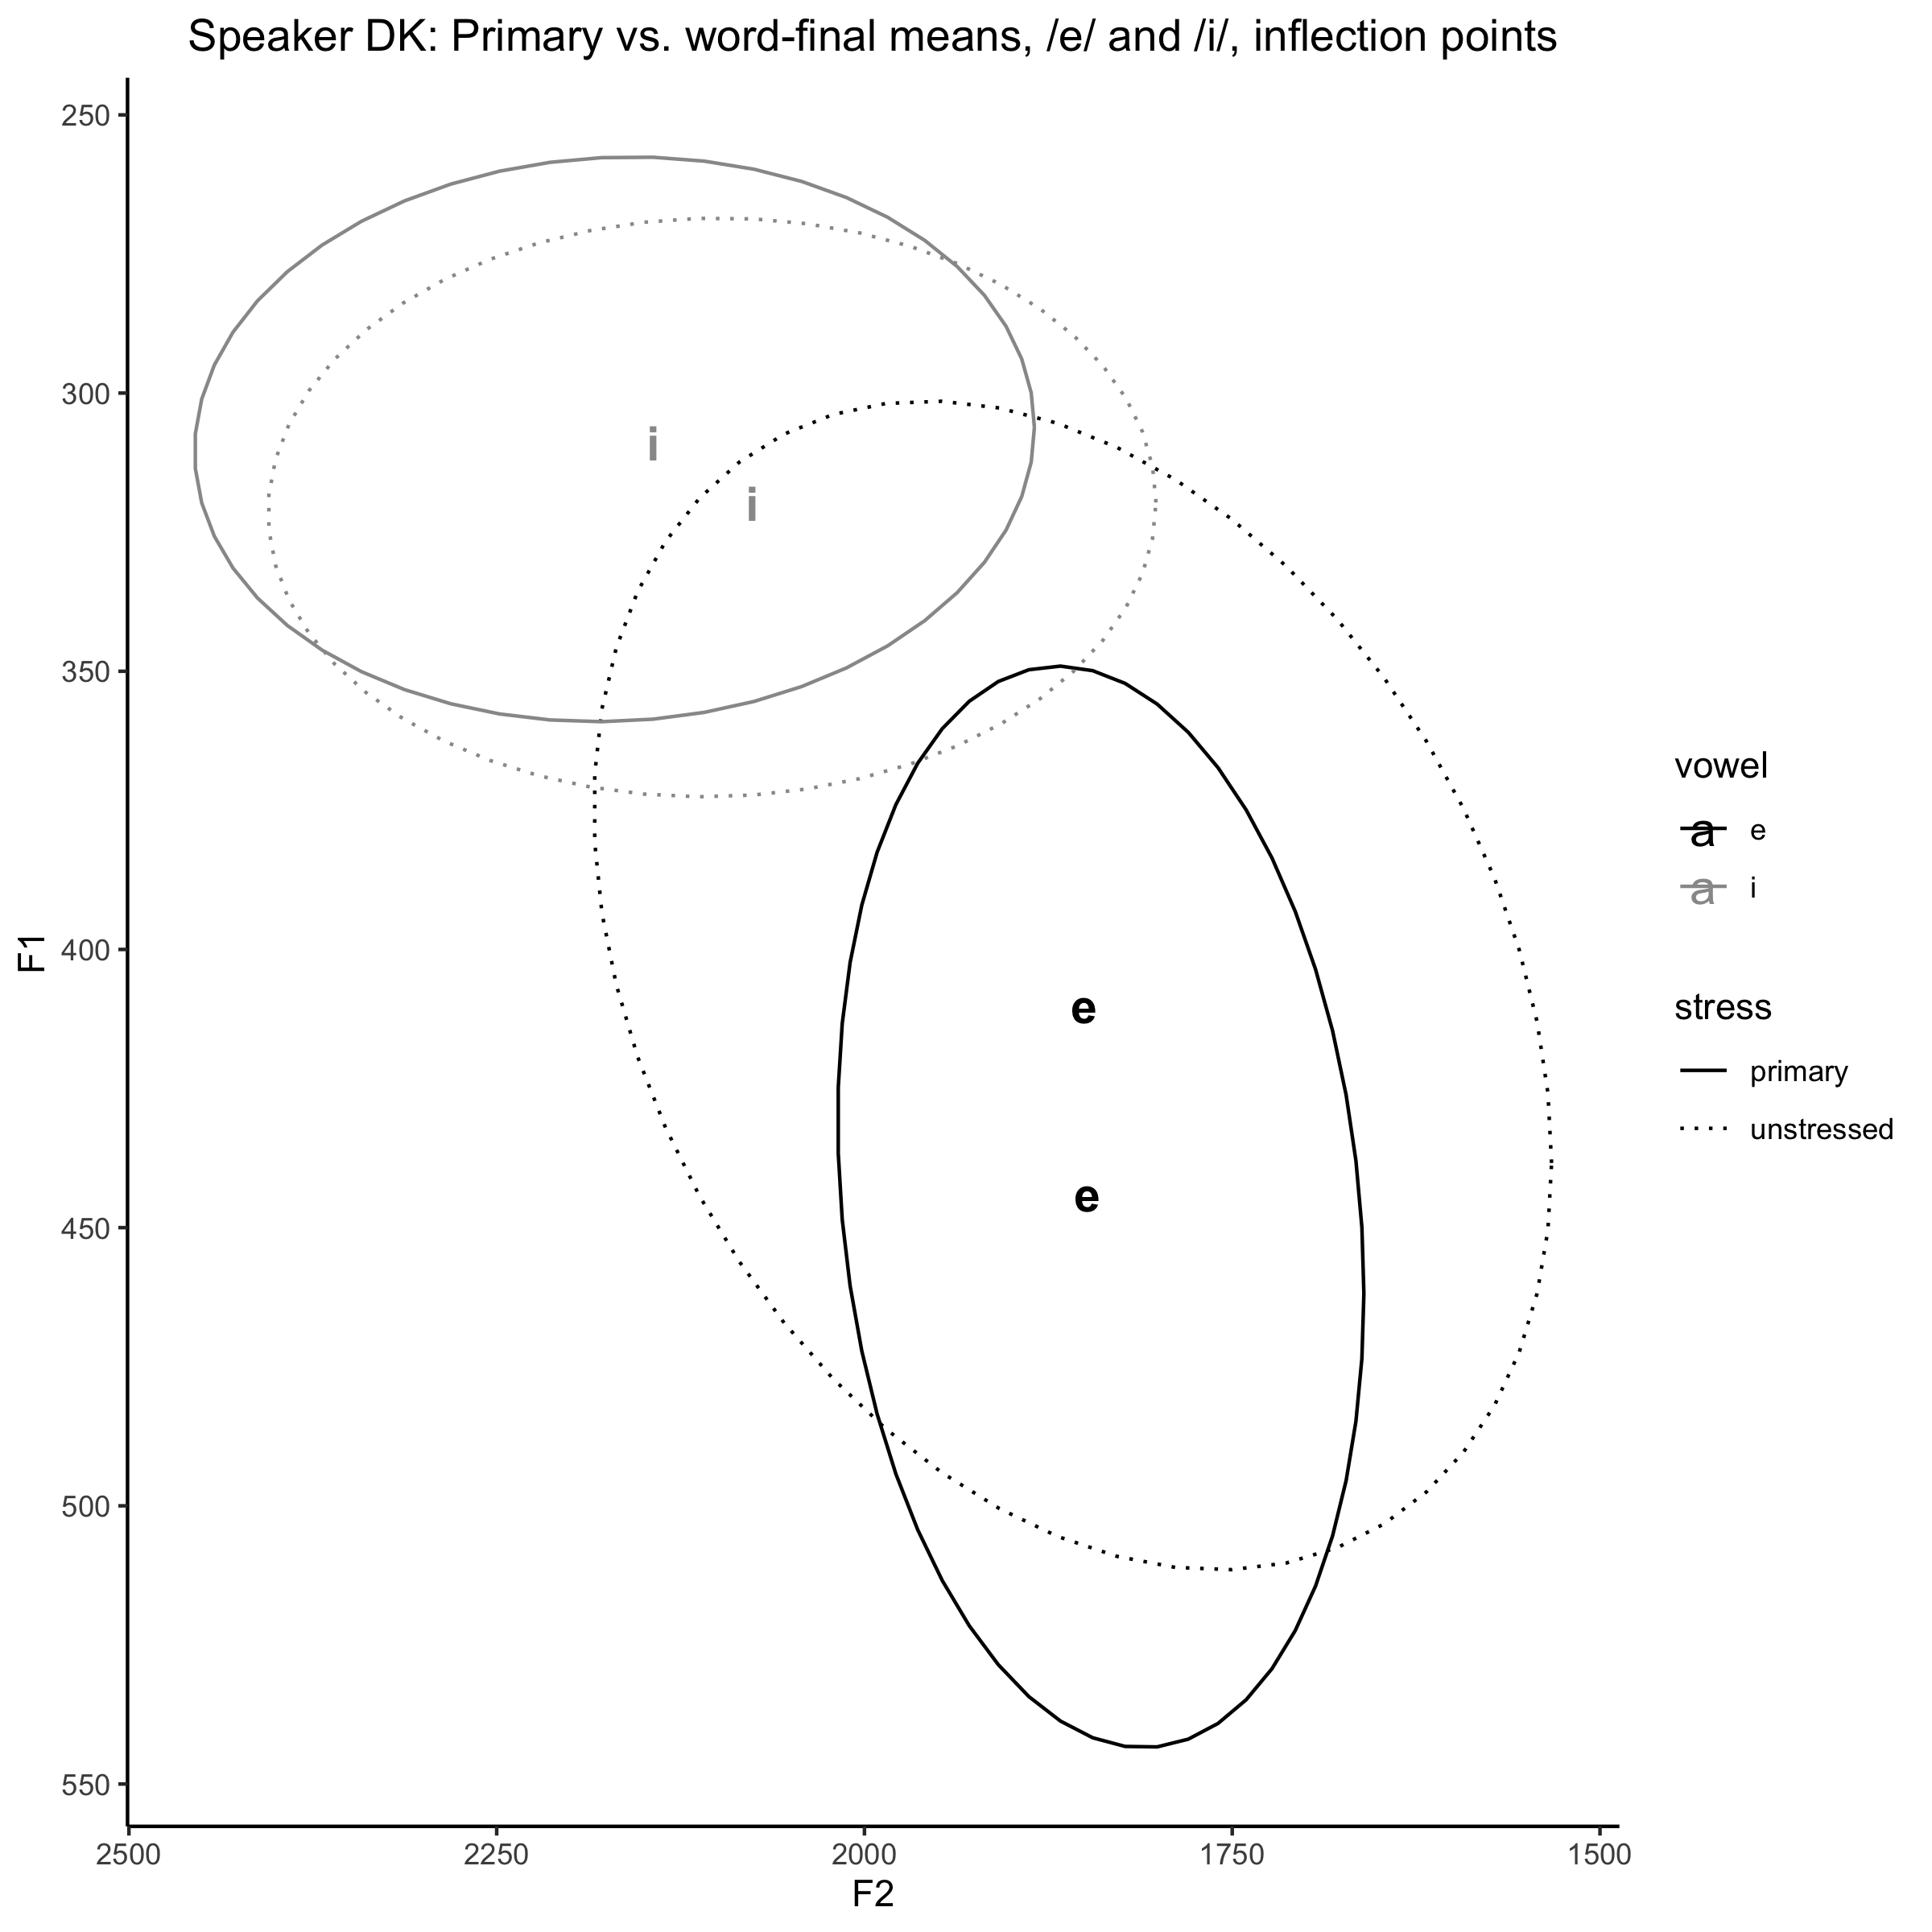 Speaker DK: Primary vs. word-final means, /e/ and /i/, inflection points
250
300
350
400
450
500
550
F1
i
i
e
e
2500 2250 2000 1750 1500
F2
vowel
a e
a i
stress
primary
unstressed